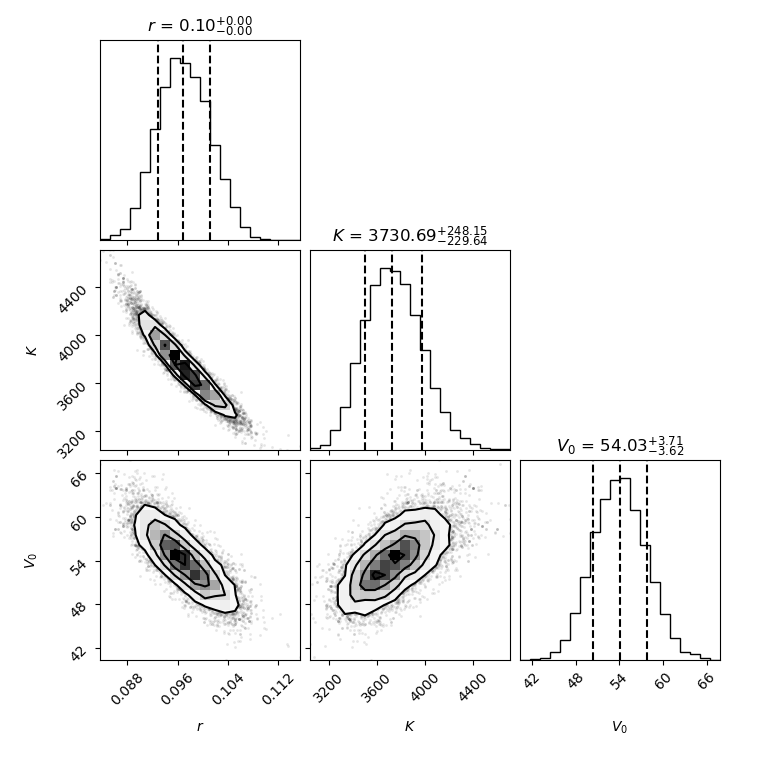 r = 0.10+0.00−0.00
K = 3730.69+248.15−229.64
K
4400
4000
3600
3200
V0 = 54.03+3.71−3.62
V0
66
60
54
48
42
0.088 0.096 0.104 0.112
3200 3600 4000 4400
42 48 54 60 66
r K V0